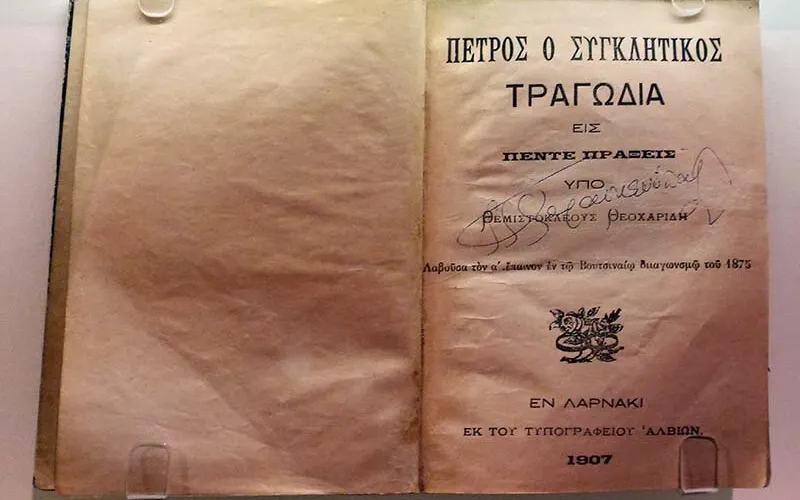 ΠΕΤΡΟΣ Ο ΣΥΓΚΛΗΤΙΚΟΣ
ΤΡΑΓΩΔΙΑ
ΕΙΣ
ΠΕΝΤΕ ΠΡΑΞΕΙΣ
ΥΠΟ
ΘΕΜΙΣΤΟΚΛΕΟΥΣ ΘΕΟΧΑΡΙΔΗ
Λαβοῦσα τὸν α΄. ἔπαινον ἐν τῷ Βουτσιναίῳ διαγωνσμῷ τοῦ 1875
ΕΝ ΛΑΡΝΑΚΙ
ΕΚ ΤΟΥ ΤΥΠΟΓΡΑΦΕΙΟΥ ΑΛΒΙΩΝ,
1907